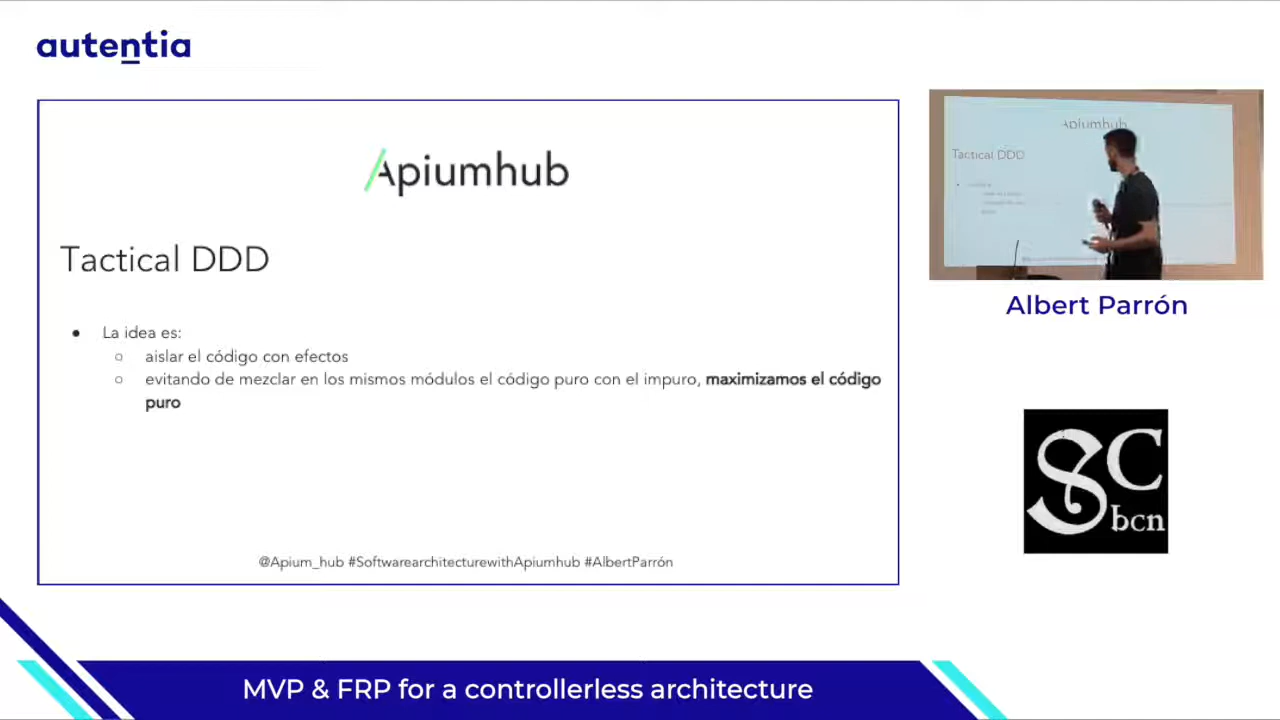 autentia
Apiumhub
Tactical DDD
● La idea es:
○ aislar el código con efectos
○ evitando de mezclar en los mismos módulos el código puro con el impuro, maximizamos el código
puro
@Apium_hub #SoftwarearchitecturewithApiumhub #AlbertParrón
Apiumhub
Tactical DDD
Albert Parrón
SC
bcn
MVP & FRP for a controllerless architecture